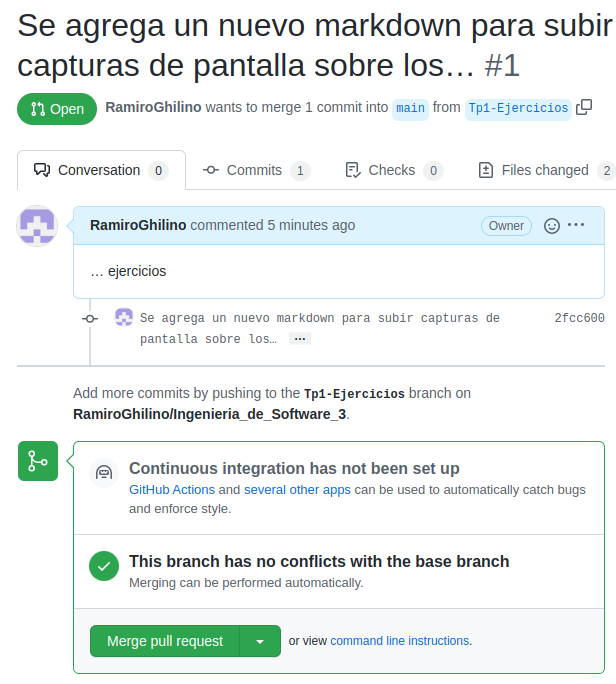 Se agrega un nuevo markdown para subir
capturas de pantalla sobre los… #1
Open RamiroGhilino wants to merge 1 commit into main from Tp1-Ejercicios
Conversation 0 Commits 1 Checks 0 Files changed 2
RamiroGhilino commented 5 minutes ago Owner ···
… ejercicios
Se agrega un nuevo markdown para subir capturas de 2fcc600
pantalla sobre los… …
Add more commits by pushing to the Tp1-Ejercicios branch on
RamiroGhilino/Ingenieria_de_Software_3.
Continuous integration has not been set up
GitHub Actions and several other apps can be used to automatically catch bugs
and enforce style.
This branch has no conflicts with the base branch
Merging can be performed automatically.
Merge pull request or view command line instructions.